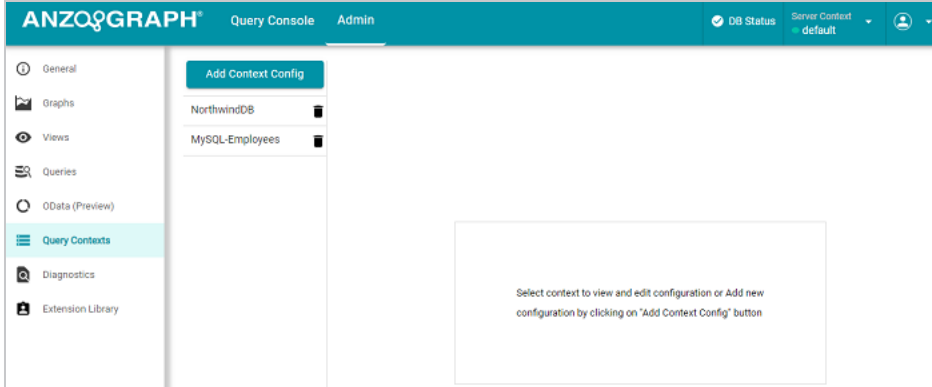 ANZOGRAPH®
Query Console
Admin
DB Status
Server Context
default
General
Graphs
Views
Queries
OData (Preview)
Query Contexts
Diagnostics
Extension Library
Add Context Config
NorthwindDB
MySQL-Employees
Select context to view and edit configuration or Add new
configuration by clicking on "Add Context Config" button